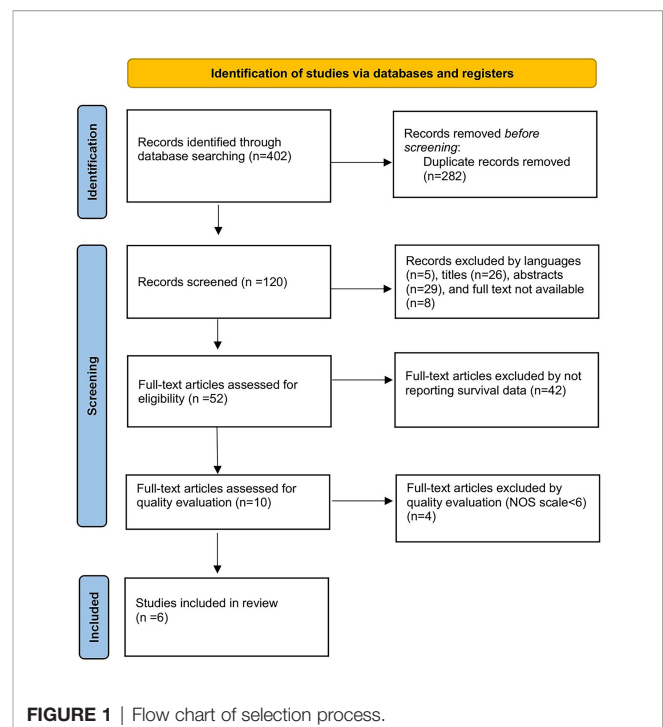 Identification of studies via databases and registers
Identification
Records identified through
database searching (n=402)
Records removed before
screening:
Duplicate records removed
(n=282)
Screening
Records screened (n =120)
Records excluded by languages
(n=5), titles (n=26), abstracts
(n=29), and full text not available
(n=8)
Full-text articles assessed for
eligibility (n =52)
Full-text articles excluded by not
reporting survival data (n=42)
Full-text articles assessed for
quality evaluation (n=10)
Full-text articles excluded by
quality evaluation (NOS scale<6)
(n=4)
Included
Studies included in review
(n =6)
FIGURE 1 | Flow chart of selection process.